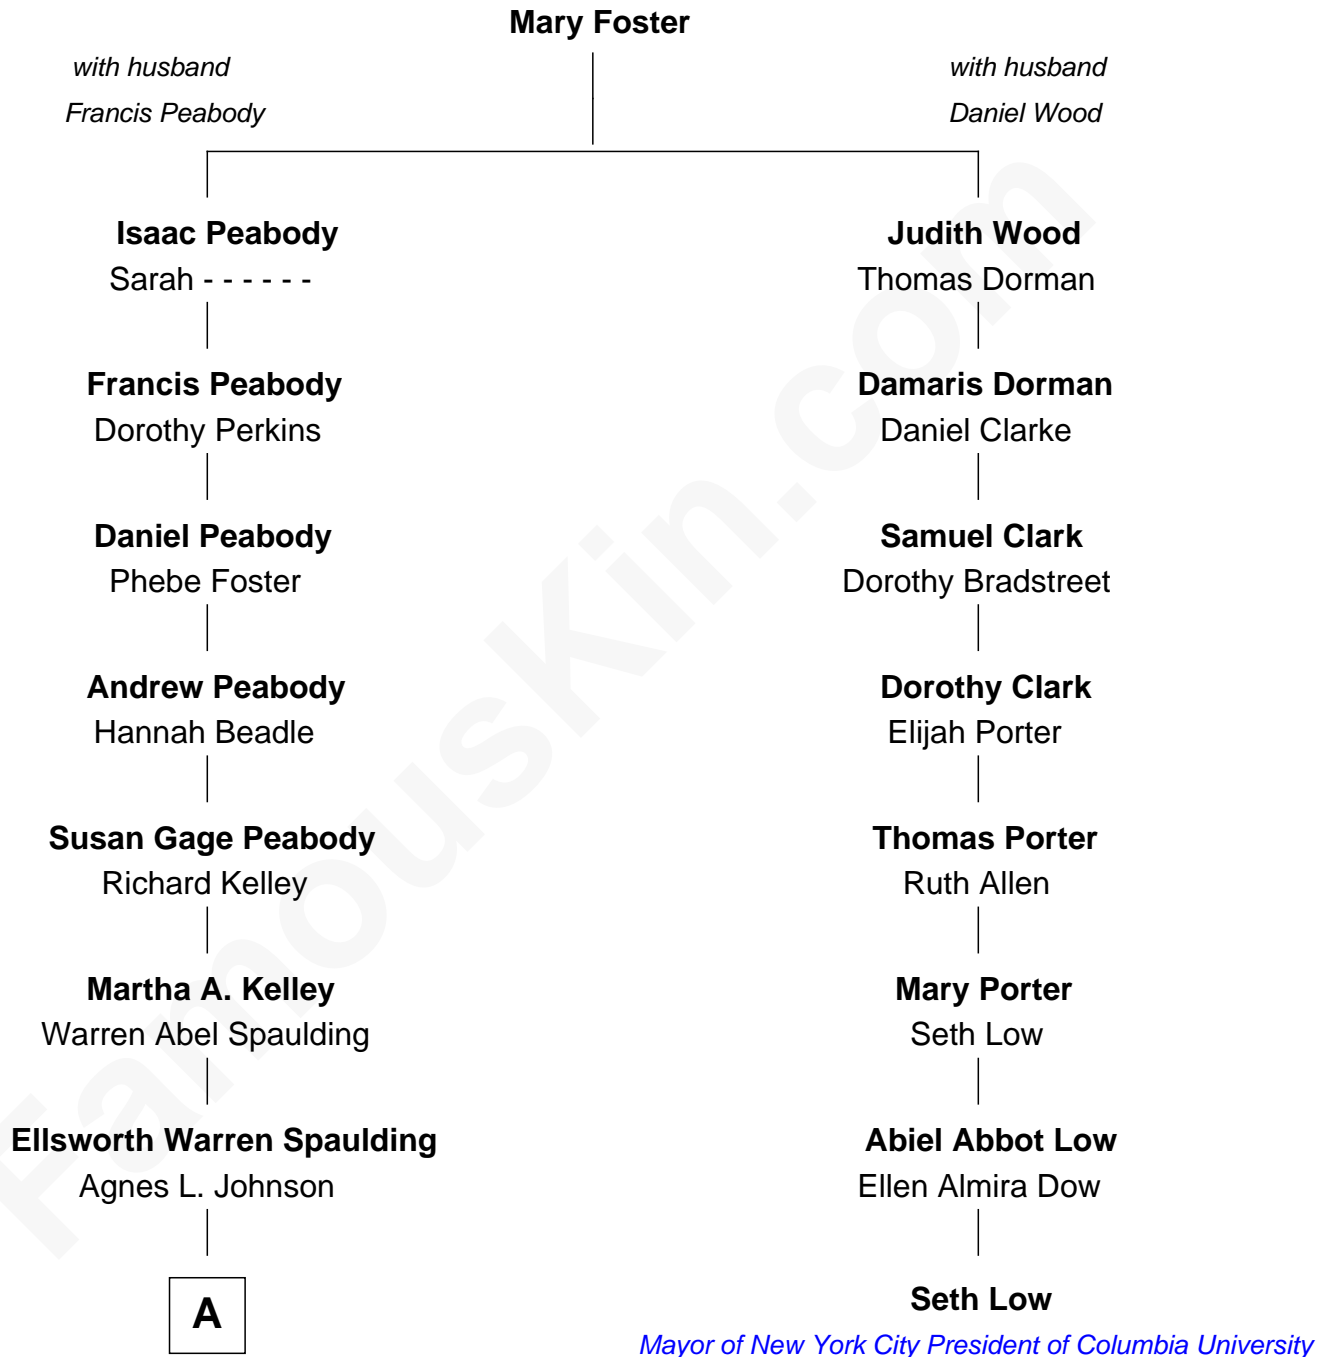 Mary Foster
with husband
Francis Peabody
with husband
Daniel Wood
Isaac Peabody
Sarah - - - - - -
Judith Wood
Thomas Dorman
Francis Peabody
Dorothy Perkins
Damaris Dorman
Daniel Clarke
Daniel Peabody
Phebe Foster
Samuel Clark
Dorothy Bradstreet
Andrew Peabody
Hannah Beadle
Dorothy Clark
Elijah Porter
Susan Gage Peabody
Richard Kelley
Thomas Porter
Ruth Allen
Martha A. Kelley
Warren Abel Spaulding
Mary Porter
Seth Low
Ellsworth Warren Spaulding
Agnes L. Johnson
Abiel Abbot Low
Ellen Almira Dow
A
Seth Low
Mayor of New York City President of Columbia University
FamousKin.com